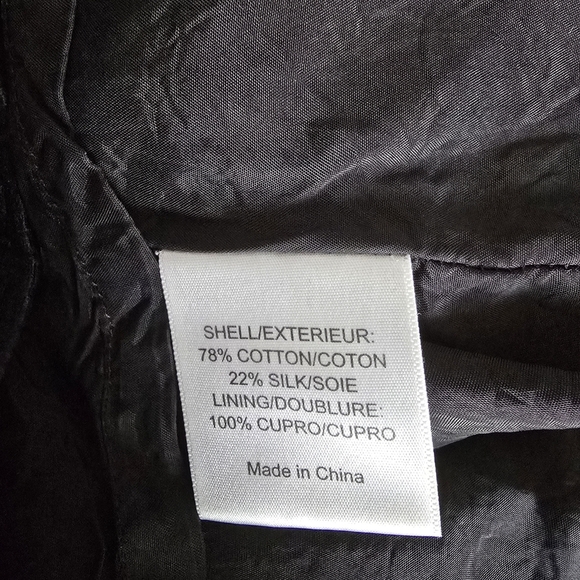 SHELL/EXTERIEUR:
78% COTTON/COTON
22% SILK/SOIE
LINING/DOUBLURE:
100% CUPRO/CUPRO
Made in China